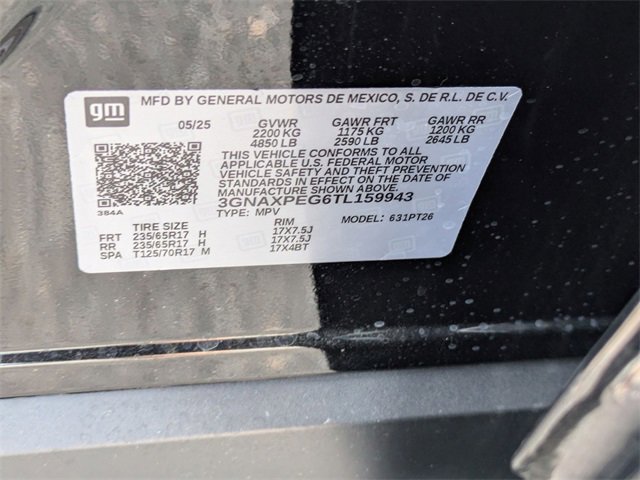 gm
MFD BY GENERAL MOTORS DE MEXICO, S. DE R.L. DE C.V.
05/25 GVWR GAWR FRT GAWR RR
2200 KG 1175 KG 1200 KG
4850 LB 2590 LB 2645 LB
THIS VEHICLE CONFORMS TO ALL
APPLICABLE U.S. FEDERAL MOTOR
VEHICLE SAFETY AND THEFT PREVENTION
STANDARDS IN EFFECT ON THE DATE OF
MANUFACTURE SHOWN ABOVE.
3GNAXPEG6TL159943
384A
TYPE: MPV MODEL: 631PT26
TIRE SIZE RIM
FRT 235/65R17 H 17X7.5J
RR 235/65R17 H 17X7.5J
SPA T125/70R17 M 17X4BT